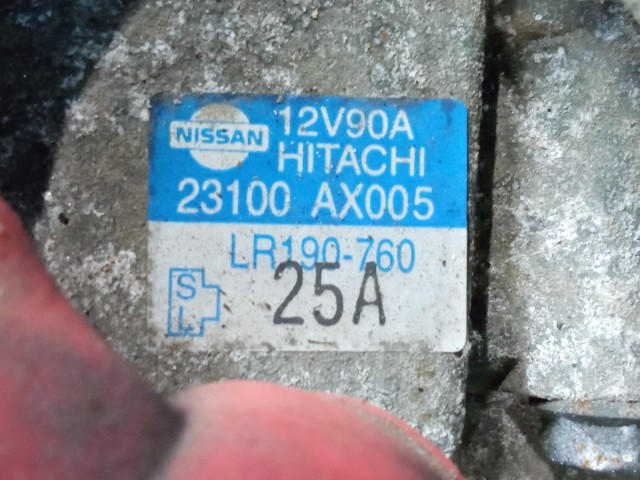 NISSAN
12V90A
HITACHI
23100 AX005
LR190-760
25A
S
L